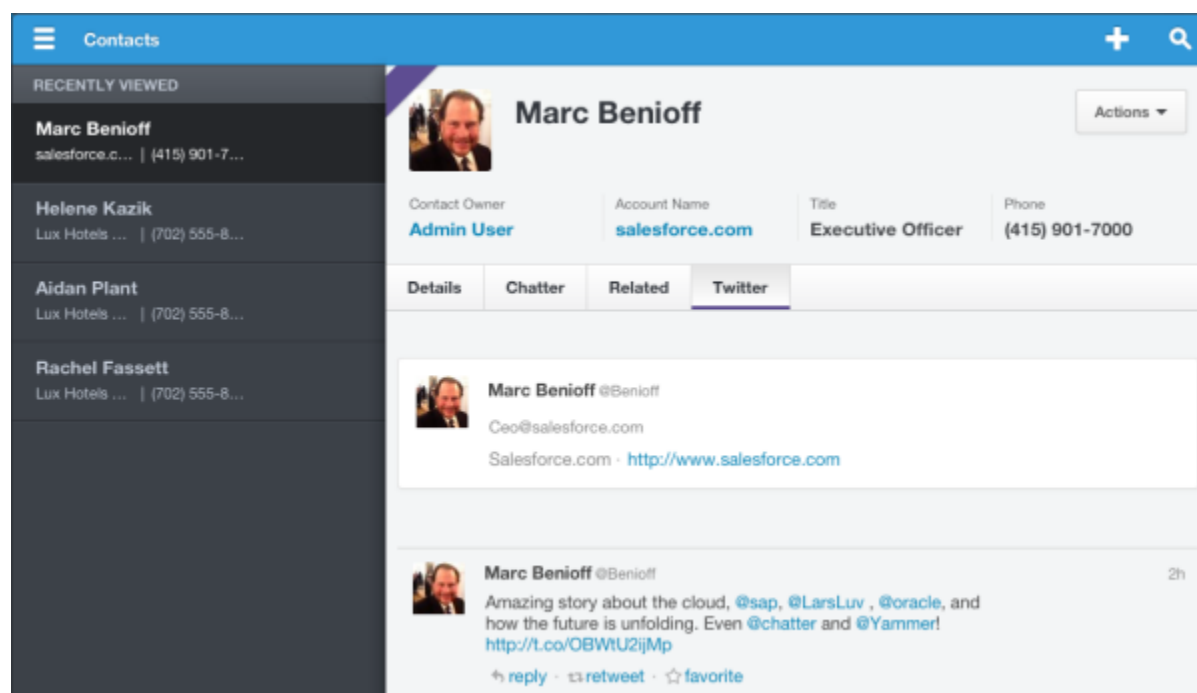 Contacts
RECENTLY VIEWED
Marc Benioff
salesforce.c... | (415) 901-7...
Helene Kazik
Lux Hotels ... | (702) 555-8...
Aidan Plant
Lux Hotels ... | (702) 555-8...
Rachel Fassett
Lux Hotels ... | (702) 555-8...
Marc Benioff
Actions
Contact Owner
Admin User
Account Name
salesforce.com
Title
Executive Officer
Phone
(415) 901-7000
Details Chatter Related Twitter
Marc Benioff @Benioff
Ceo@salesforce.com
Salesforce.com · http://www.salesforce.com
Marc Benioff @Benioff 2h
Amazing story about the cloud, @sap, @LarsLuv , @oracle, and
how the future is unfolding. Even @chatter and @Yammer!
http://t.co/OBWtU2ijMp
reply · retweet · favorite